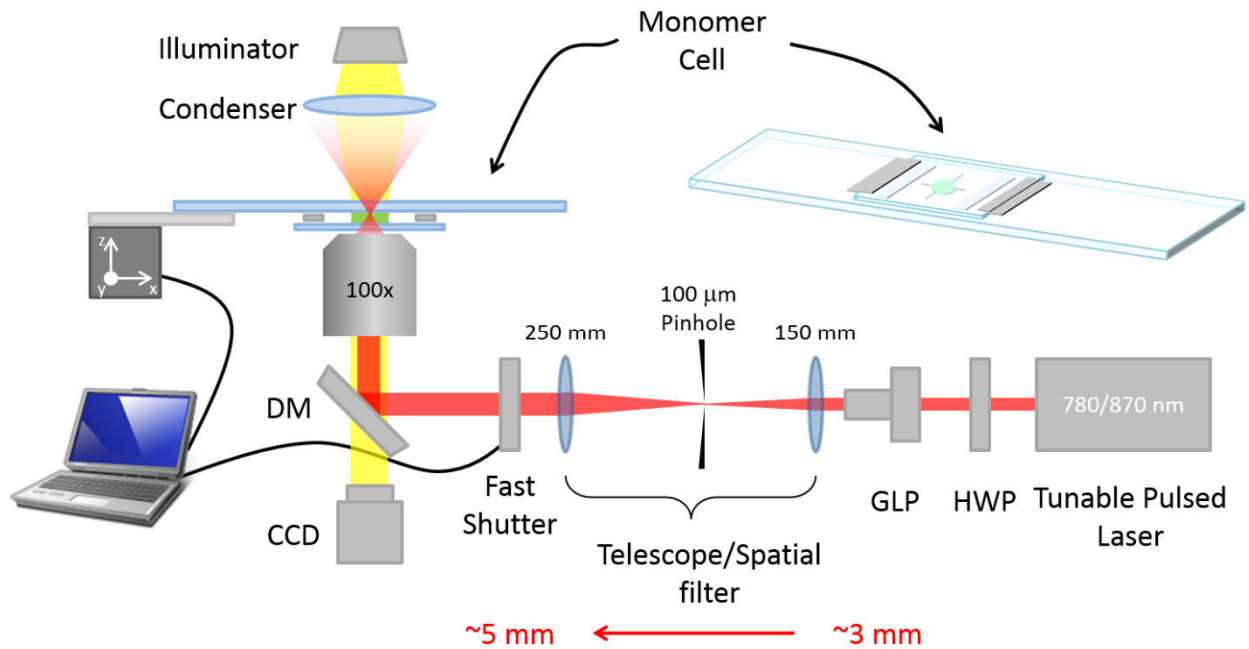 Illuminator
Condenser
Monomer
Cell
z
y
x
100x
DM
CCD
Fast
Shutter
250 mm
100 μm
Pinhole
150 mm
780/870 nm
GLP
HWP
Tunable Pulsed
Laser
Telescope/Spatial
filter
~5 mm
~3 mm